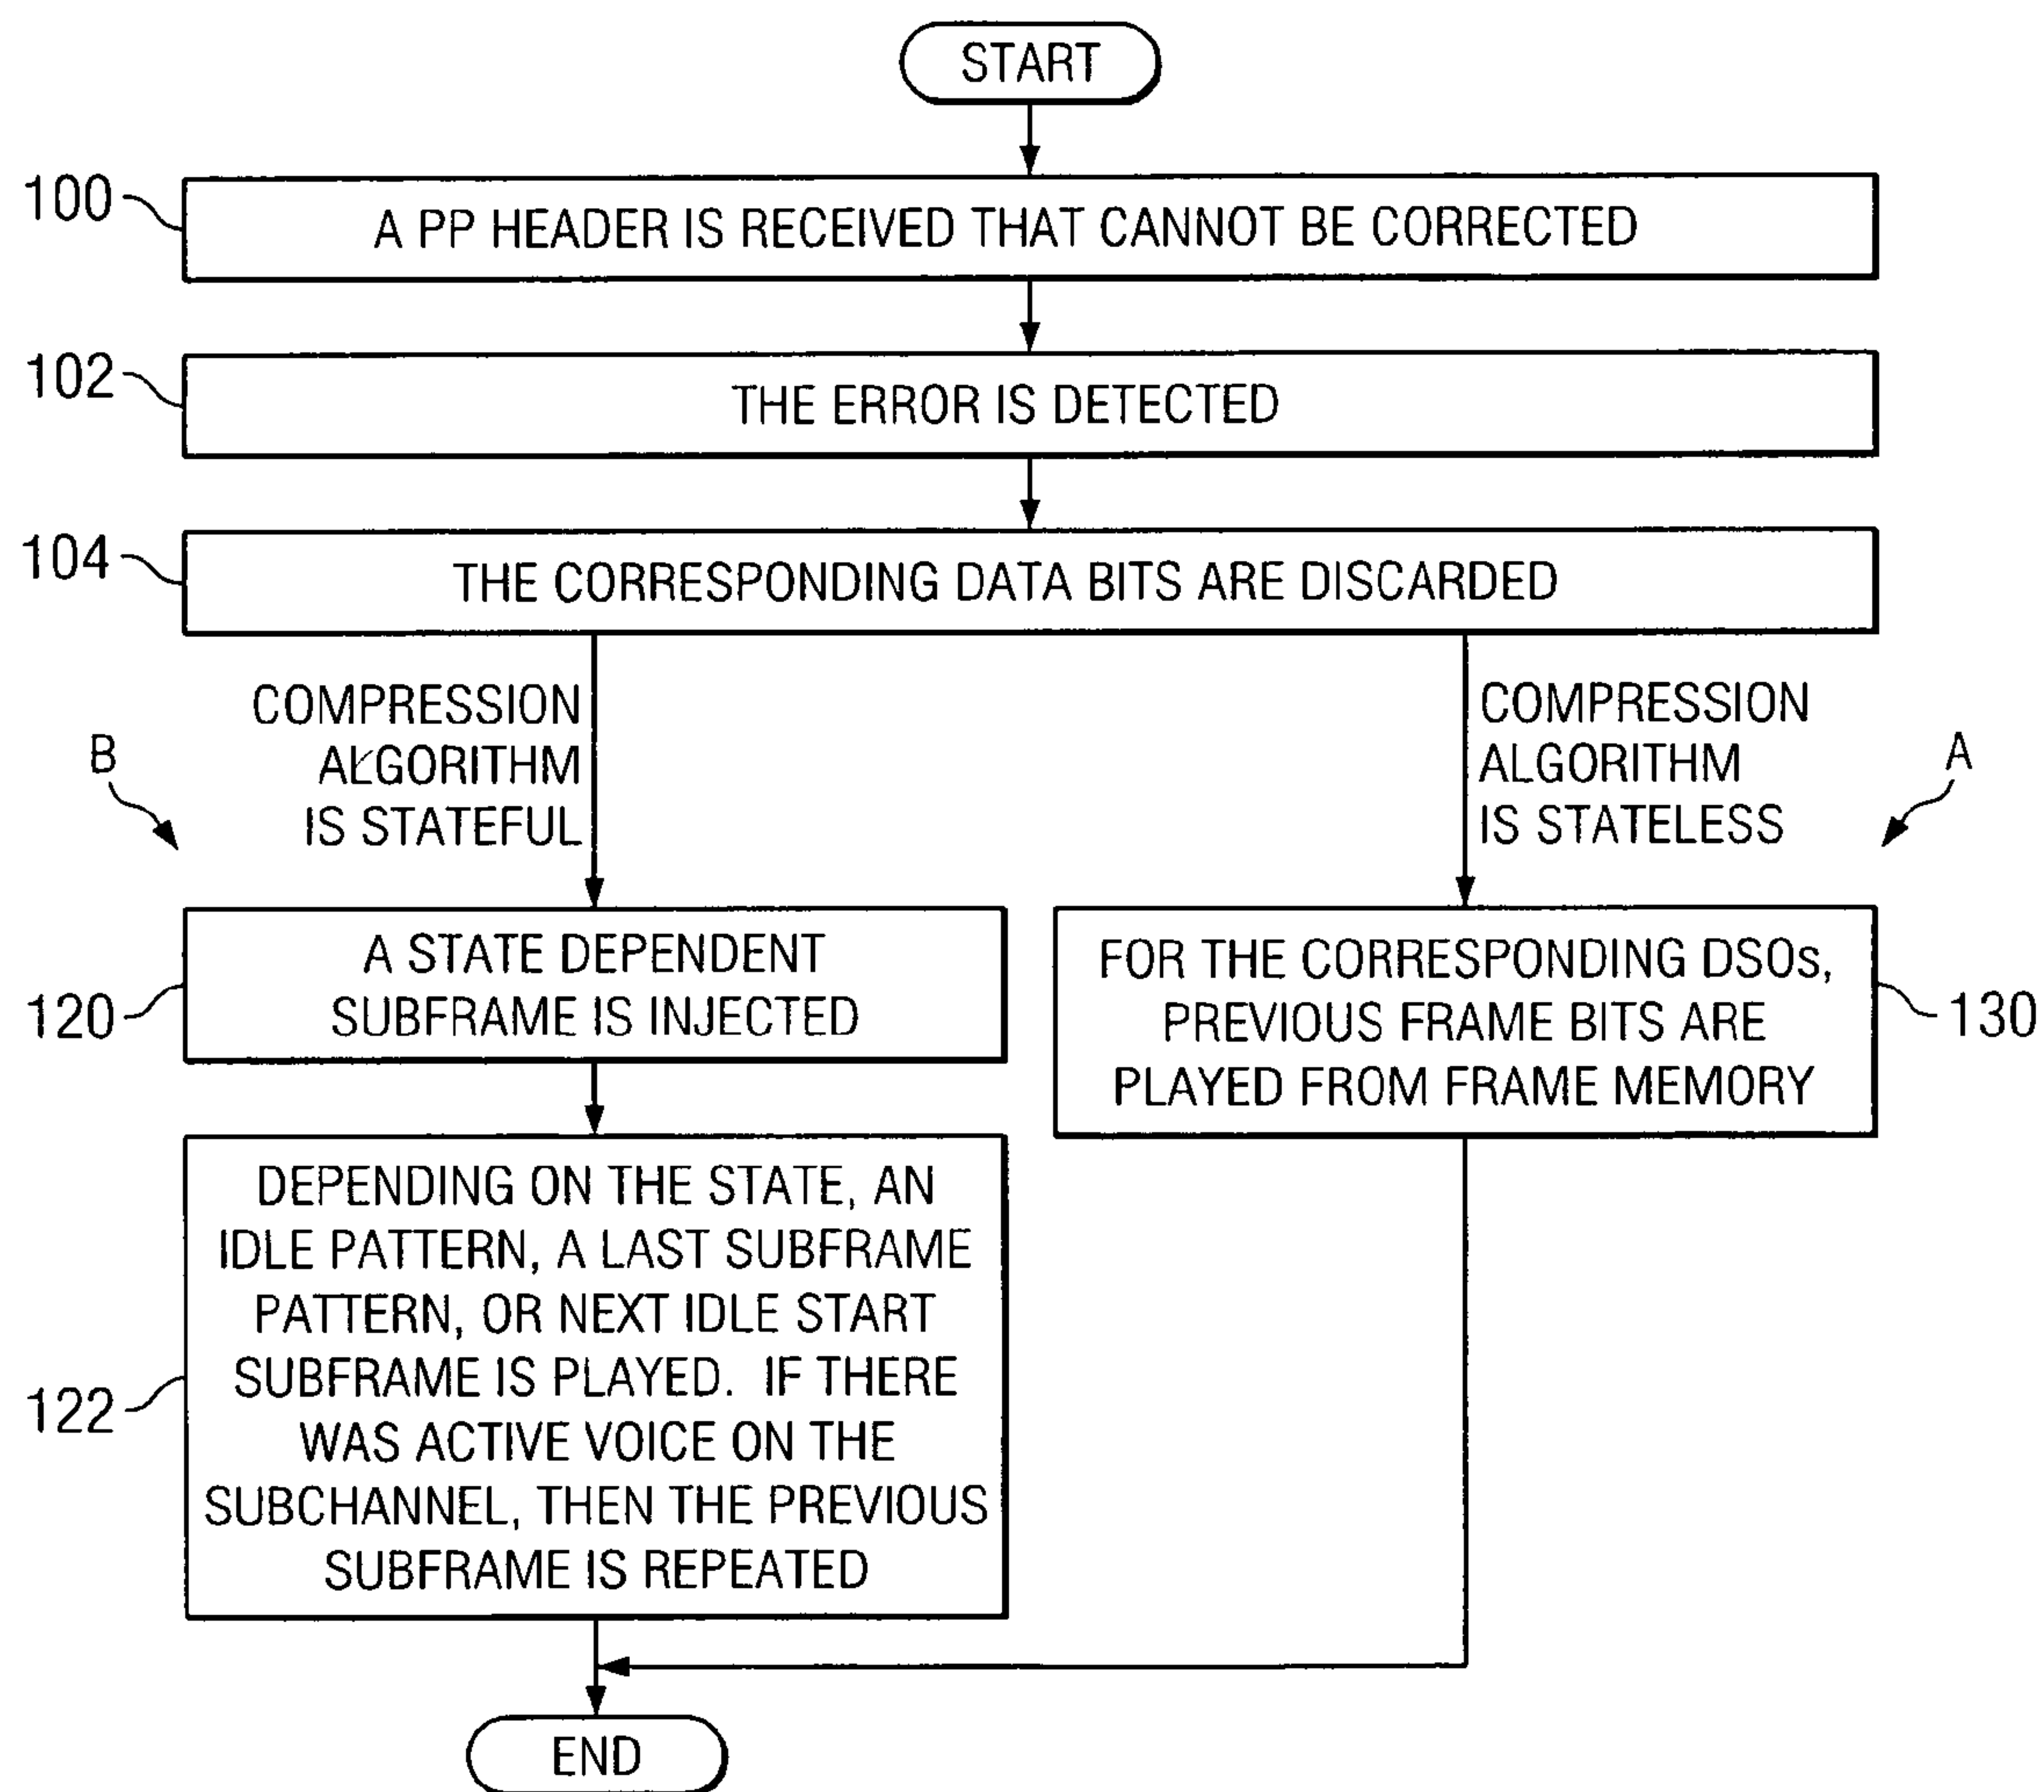 START
100
A PP HEADER IS RECEIVED THAT CANNOT BE CORRECTED
102
THE ERROR IS DETECTED
104
THE CORRESPONDING DATA BITS ARE DISCARDED
COMPRESSION
ALGORITHM
IS STATEFUL
B
COMPRESSION
ALGORITHM
IS STATELESS
A
120
A STATE DEPENDENT
SUBFRAME IS INJECTED
FOR THE CORRESPONDING DSOs,
PREVIOUS FRAME BITS ARE
PLAYED FROM FRAME MEMORY
130
122
DEPENDING ON THE STATE, AN
IDLE PATTERN, A LAST SUBFRAME
PATTERN, OR NEXT IDLE START
SUBFRAME IS PLAYED. IF THERE
WAS ACTIVE VOICE ON THE
SUBCHANNEL, THEN THE PREVIOUS
SUBFRAME IS REPEATED
END